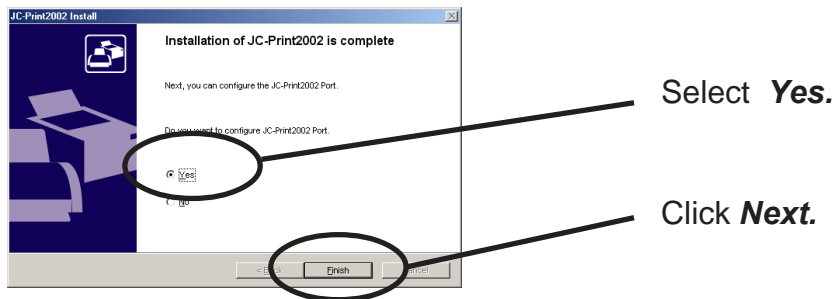 JC-Print2002 Install
Installation of JC-Print2002 is complete
Next, you can configure the JC-Print2002 Port.
Do you want to configure JC-Print2002 Port.
Yes
No
< Back Finish Cancel
Select Yes.
Click Next.